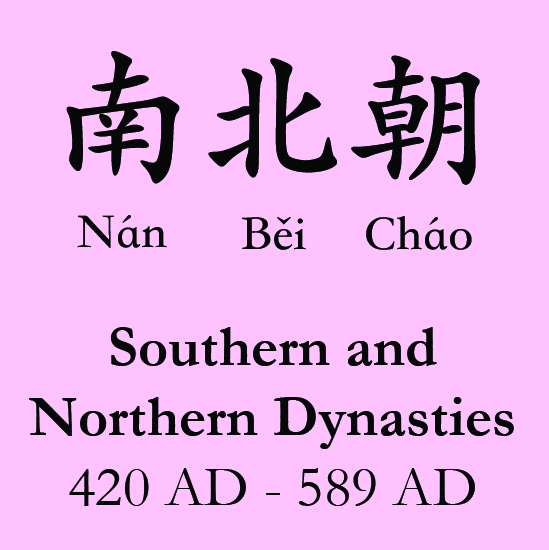 南北朝
Nán Běi Cháo
Southern and
Northern Dynasties
420 AD - 589 AD